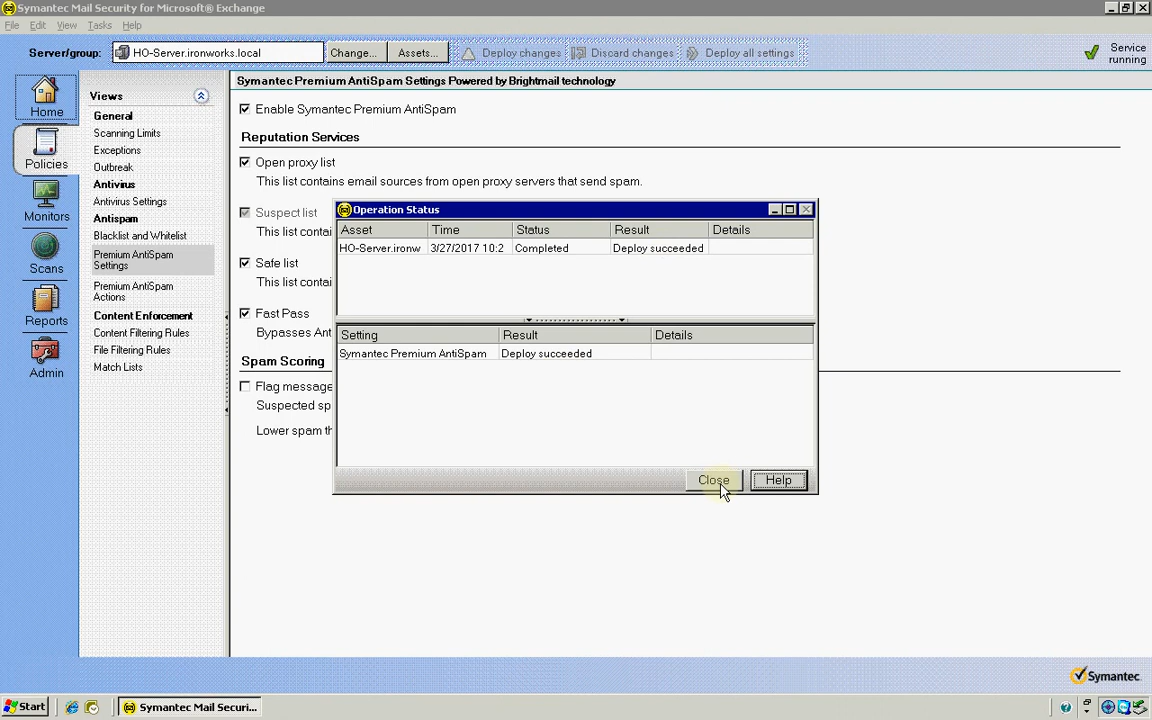 Symantec Mail Security for Microsoft® Exchange
File Edit View Tasks Help
Server/group: HO-Server.ironworks.local Change... Assets... Deploy changes Discard changes Deploy all settings Service running
Home
Policies
Monitors
Scans
Reports
Admin
Views
General
Scanning Limits
Exceptions
Outbreak
Antivirus
Antivirus Settings
Antispam
Blacklist and Whitelist
Premium AntiSpam
Settings
Premium AntiSpam
Actions
Content Enforcement
Content Filtering Rules
File Filtering Rules
Match Lists
Symantec Premium AntiSpam Settings Powered by Brightmail technology
Enable Symantec Premium AntiSpam
Reputation Services
Open proxy list
This list contains email sources from open proxy servers that send spam.
Suspect list
This list contai
Safe list
This list contai
Fast Pass
Bypasses Ant
Spam Scoring
Flag message
Suspected sp
Lower spam th
Operation Status
Asset Time Status Result Details
HO-Server.ironw 3/27/2017 10:2 Completed Deploy succeeded
Setting Result Details
Symantec Premium AntiSpam Deploy succeeded
Close Help
Symantec.
Start Symantec Mail Securi...